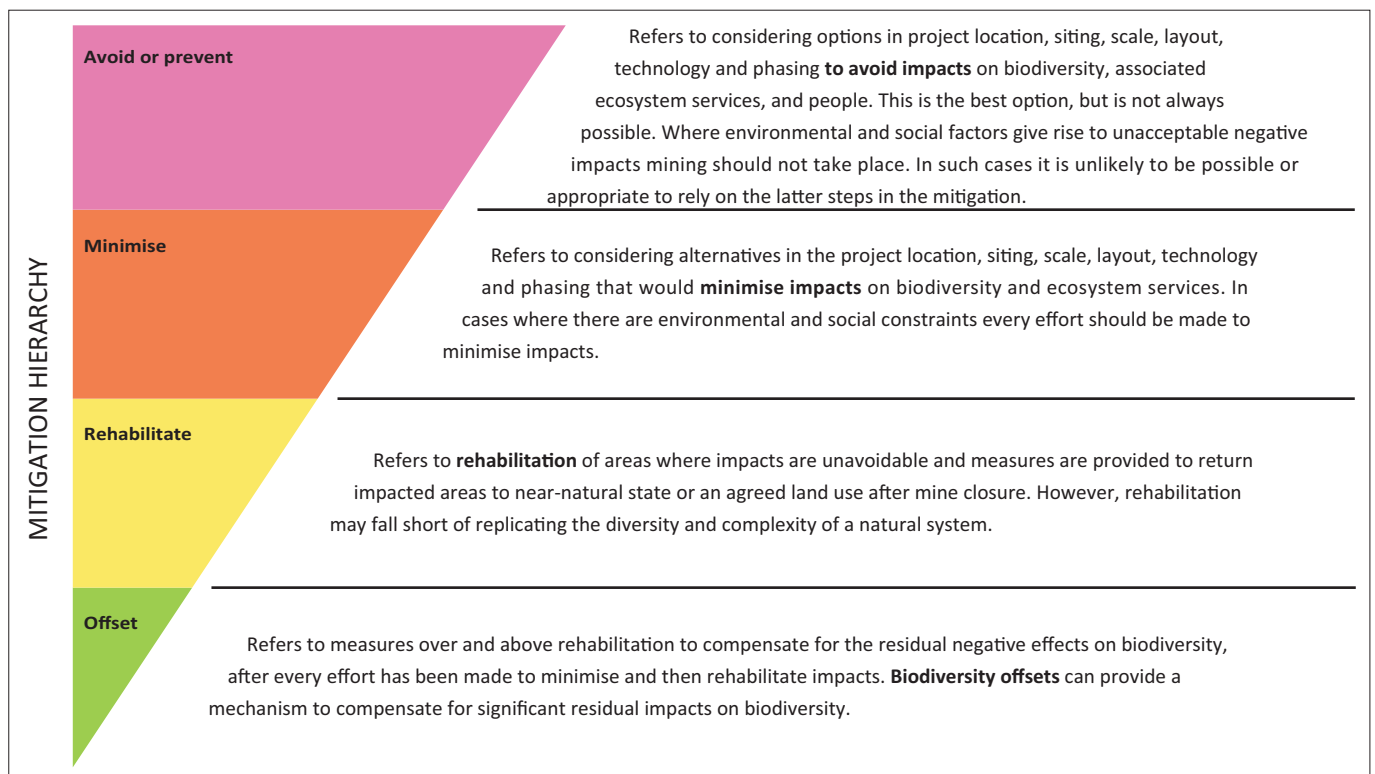 MITIGATION HIERARCHY
Avoid or prevent
Refers to considering options in project location, siting, scale, layout,
technology and phasing to avoid impacts on biodiversity, associated
ecosystem services, and people. This is the best option, but is not always
possible. Where environmental and social factors give rise to unacceptable negative
impacts mining should not take place. In such cases it is unlikely to be possible or
appropriate to rely on the latter steps in the mitigation.
Minimise
Refers to considering alternatives in the project location, siting, scale, layout, technology
and phasing that would minimise impacts on biodiversity and ecosystem services. In
cases where there are environmental and social constraints every effort should be made to
minimise impacts.
Rehabilitate
Refers to rehabilitation of areas where impacts are unavoidable and measures are provided to return
impacted areas to near-natural state or an agreed land use after mine closure. However, rehabilitation
may fall short of replicating the diversity and complexity of a natural system.
Offset
Refers to measures over and above rehabilitation to compensate for the residual negative effects on biodiversity,
after every effort has been made to minimise and then rehabilitate impacts. Biodiversity offsets can provide a
mechanism to compensate for significant residual impacts on biodiversity.